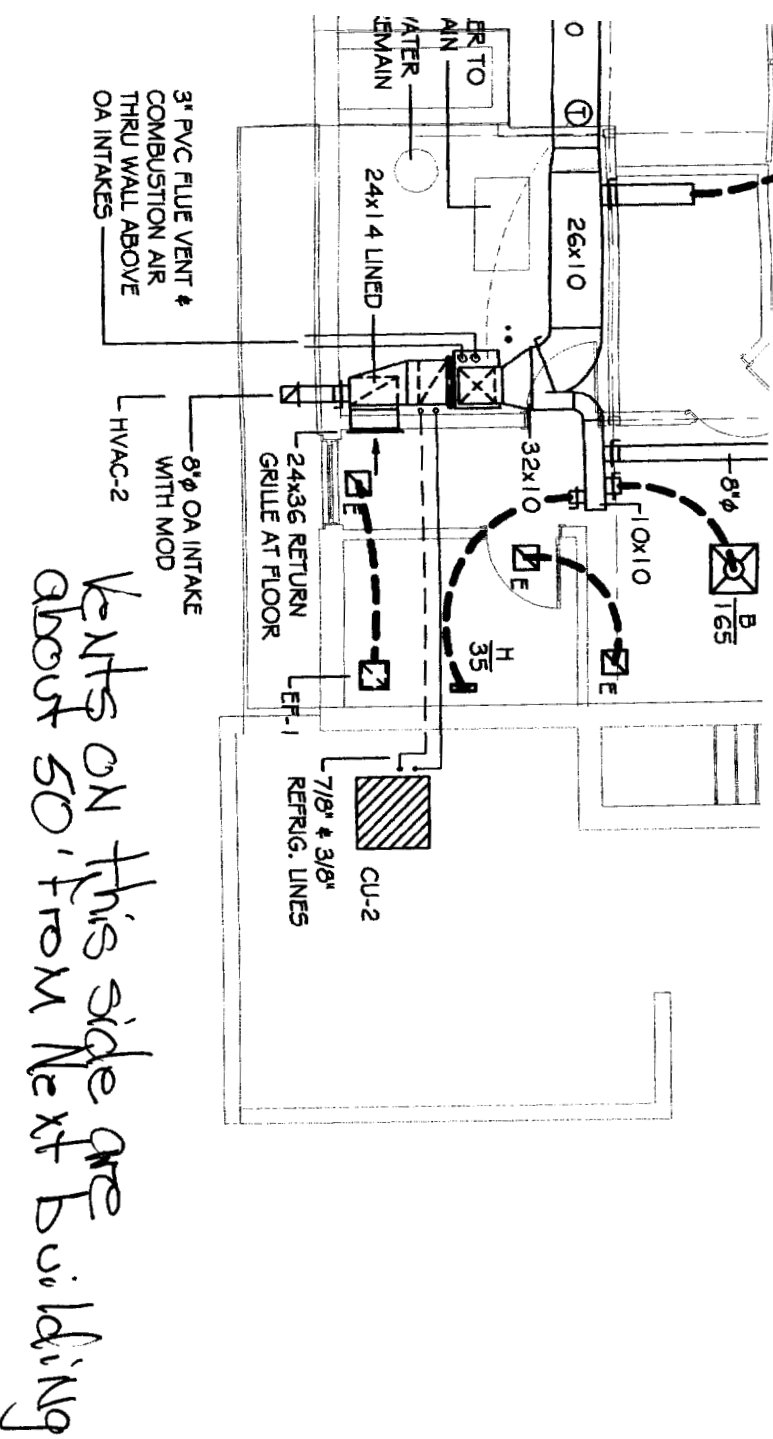 ER TO
AIN
ATER
EMAIN
0
T
26x10
24x14 LINED
3" PVC FLUE VENT &
COMBUSTION AIR
THRU WALL ABOVE
OA INTAKES
32x10
8"φ
10x10
B
165
E
E
E
H
35
24x36 RETURN
GRILLE AT FLOOR
8"φ OA INTAKE
WITH MOD
HVAC-2
EF-1
7/8" & 3/8"
REFRIG. LINES
CU-2
Vents on this side are
about 50' from Next building